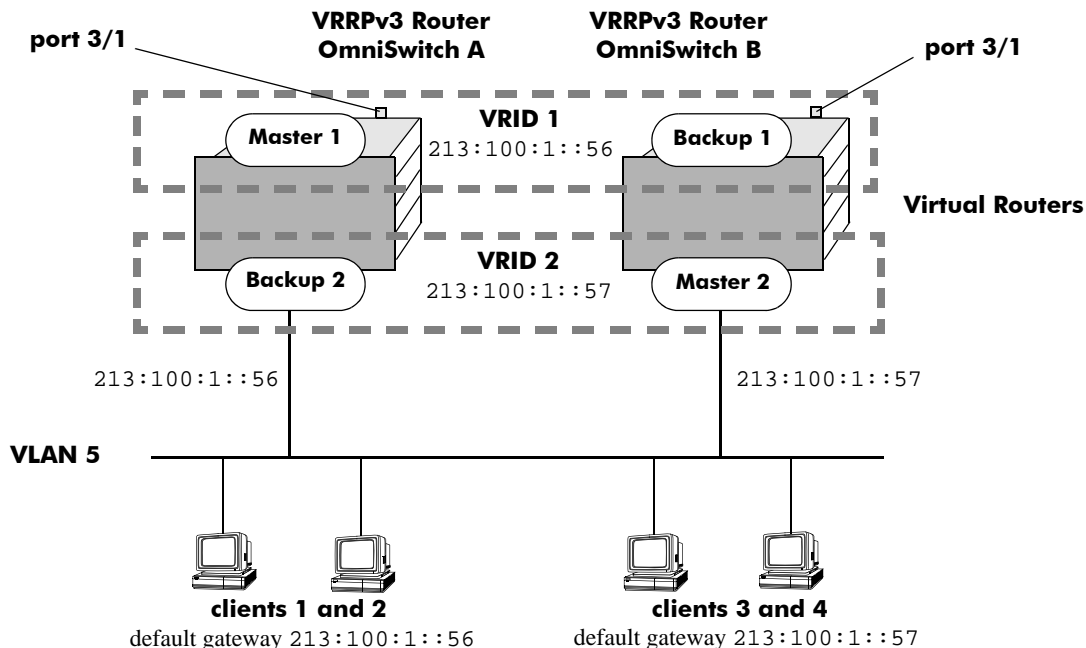 VRRPv3 Router
OmniSwitch A
VRRPv3 Router
OmniSwitch B
port 3/1
port 3/1
VRID 1
213:100:1::56
Master 1
Backup 1
Virtual Routers
VRID 2
213:100:1::57
Backup 2
Master 2
213:100:1::56
213:100:1::57
VLAN 5
clients 1 and 2
default gateway 213:100:1::56
clients 3 and 4
default gateway 213:100:1::57